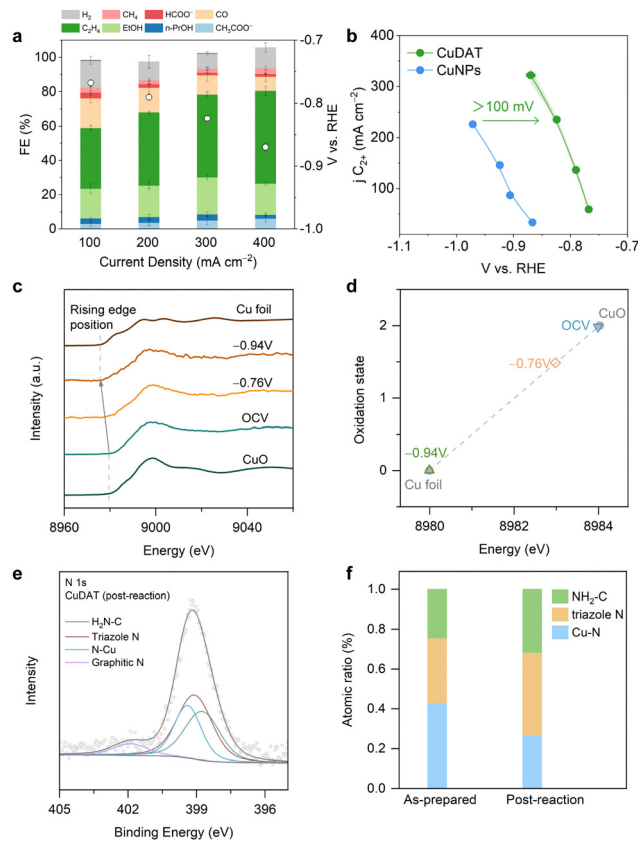 a
H₂
CH₄
HCOO⁻
CO
C₂H₄
EtOH
n-PrOH
CH₃COO⁻
100
80
60
40
20
0
FE (%)
-0.7
-0.8
-0.9
-1.0
V vs. RHE
100
200
300
400
Current Density (mA cm⁻²)
b
400
300
200
100
j C₂₊ (mA cm⁻²)
CuDAT
CuNPs
>100 mV
-1.1
-1.0
-0.9
-0.8
-0.7
V vs. RHE
c
Rising edge
position
Cu foil
−0.94V
−0.76V
OCV
CuO
Intensity (a.u.)
8960
9000
9040
Energy (eV)
d
2
1
0
Oxidation state
CuO
OCV
−0.76V
−0.94V
Cu foil
8980
8982
8984
Energy (eV)
e
N 1s
CuDAT (post-reaction)
H₂N-C
Triazole N
N-Cu
Graphitic N
Intensity
405
402
399
396
Binding Energy (eV)
f
1.0
0.8
0.6
0.4
0.2
0.0
Atomic ratio (%)
NH₂-C
triazole N
Cu-N
As-prepared
Post-reaction